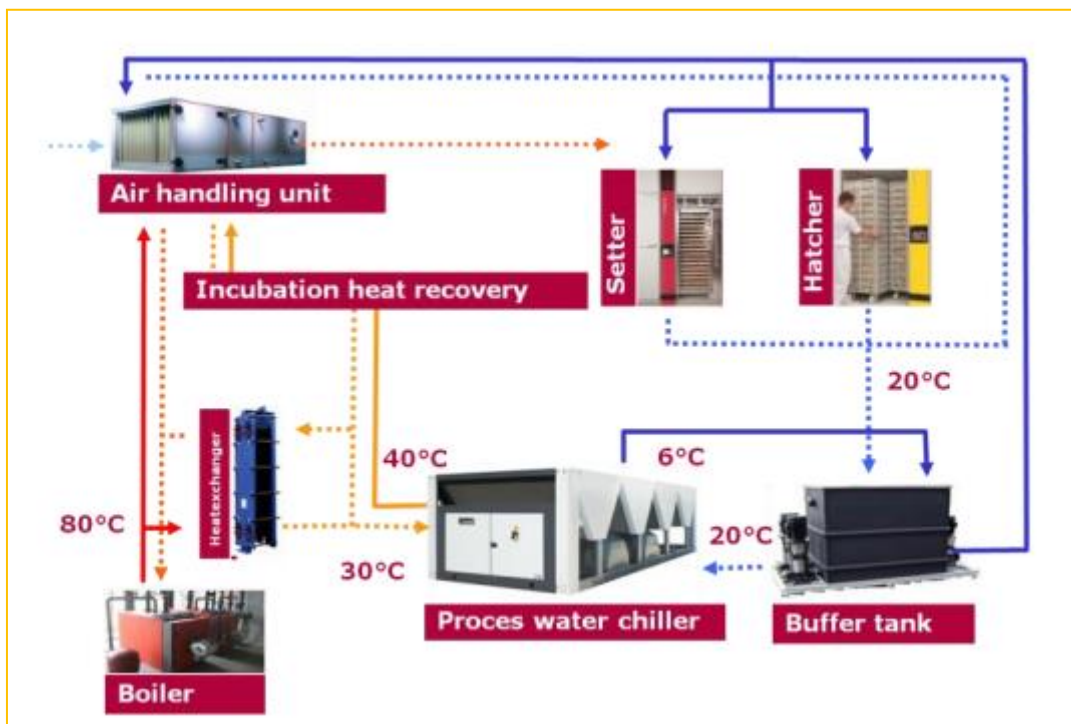 Air handling unit
Setter
Hatcher
Incubation heat recovery
20°C
Heatexchanger
40°C
6°C
80°C
20°C
30°C
Proces water chiller
Buffer tank
Boiler